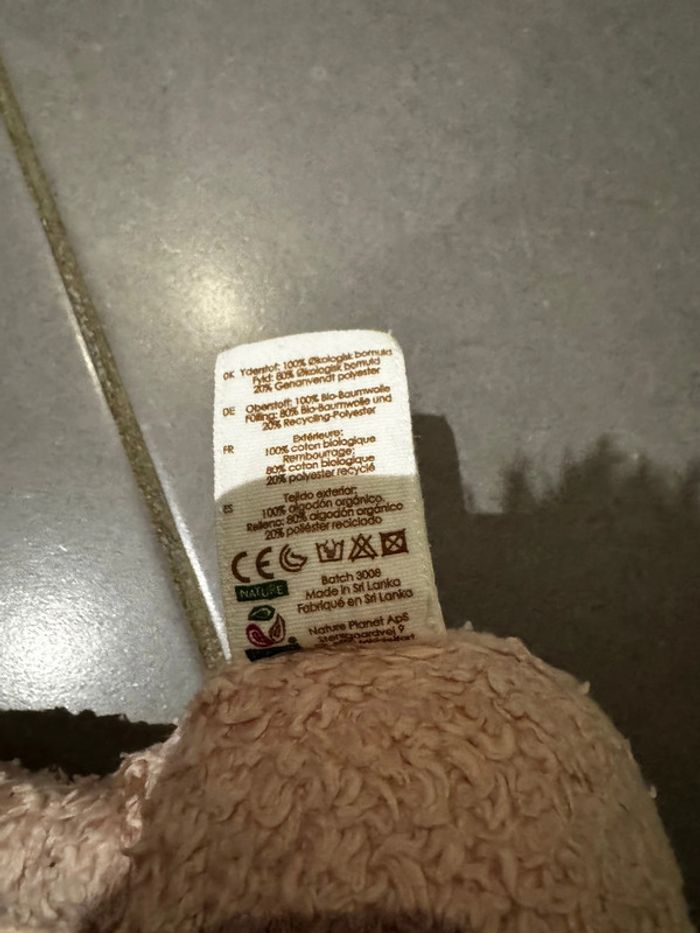 DK Yderstof: 100% Økologisk bomuld
Fyld: 80% Økologisk bomuld
20% Genanvendt polyester
DE Oberstoff: 100% Bio-Baumwolle
Füllung: 80% Bio-Baumwolle und
20% Recycling-Polyester
FR Extérieure:
100% coton biologique
Rembourrage:
80% coton biologique
20% polyester recyclé
ES Tejido exterior:
100% algodón orgánico.
Relleno: 80% algodón orgánico
20% poliéster reciclado
CE
NATURE
Batch 3008
Made in Sri Lanka
Fabriqué en Sri Lanka
Nature Planet ApS
9